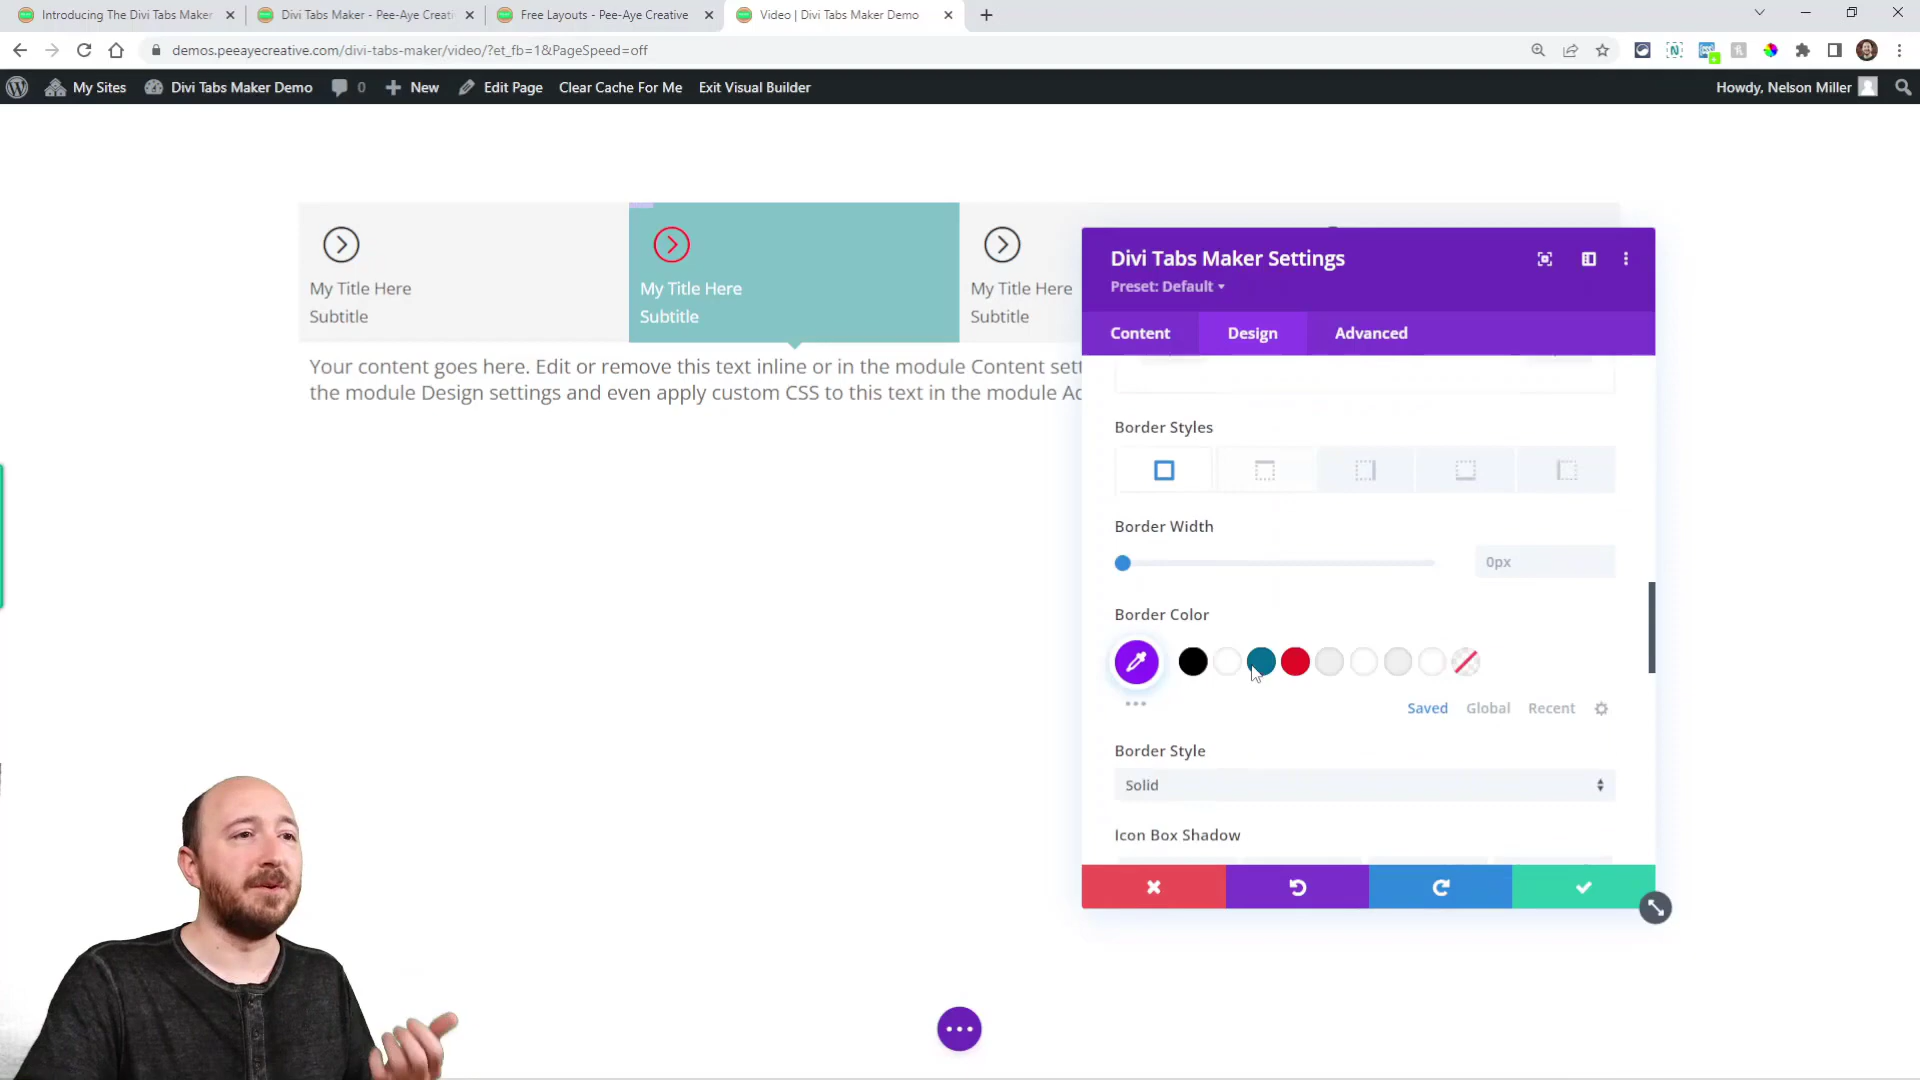 Introducing The Divi Tabs Maker
Divi Tabs Maker - Pee-Aye Creati
Free Layouts - Pee-Aye Creative
Video | Divi Tabs Maker Demo
demos.peeayecreative.com/divi-tabs-maker/video/?et_fb=1&PageSpeed=off
My Sites
Divi Tabs Maker Demo
0
New
Edit Page
Clear Cache For Me
Exit Visual Builder
Howdy, Nelson Miller
My Title Here
Subtitle
My Title Here
Subtitle
My Title Here
Subtitle
Your content goes here. Edit or remove this text inline or in the module Content
the module Design settings and even apply custom CSS to this text in the module
Divi Tabs Maker Settings
Preset: Default
Content
Design
Advanced
Border Styles
Border Width
0px
Border Color
Saved
Global
Recent
Border Style
Solid
Icon Box Shadow